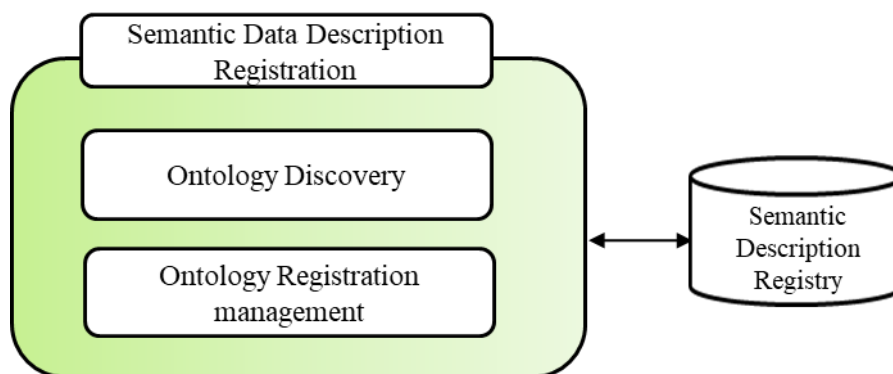 Semantic Data Description
Registration
Ontology Discovery
Ontology Registration
management
Semantic
Description
Registry